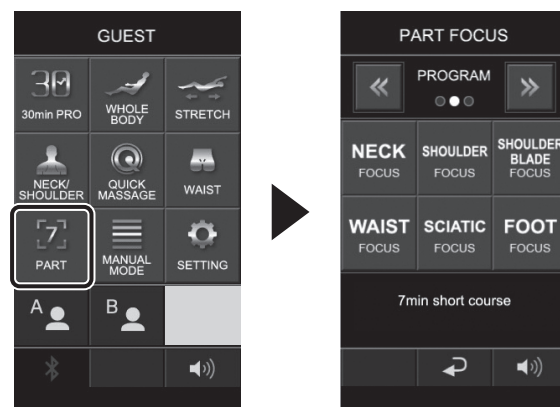 GUEST
30
30min PRO
WHOLE
BODY
STRETCH
NECK/
SHOULDER
QUICK
MASSAGE
WAIST
7
PART
MANUAL
MODE
SETTING
A
B
PART FOCUS
PROGRAM
NECK
FOCUS
SHOULDER
FOCUS
SHOULDER
BLADE
FOCUS
WAIST
FOCUS
SCIATIC
FOCUS
FOOT
FOCUS
7min short course